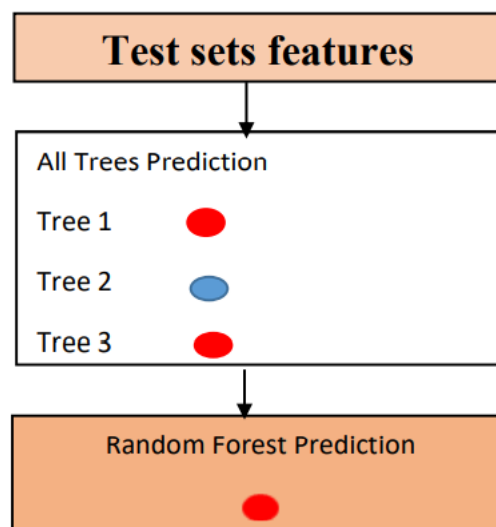 Test sets features
All Trees Prediction
Tree 1
Tree 2
Tree 3
Random Forest Prediction